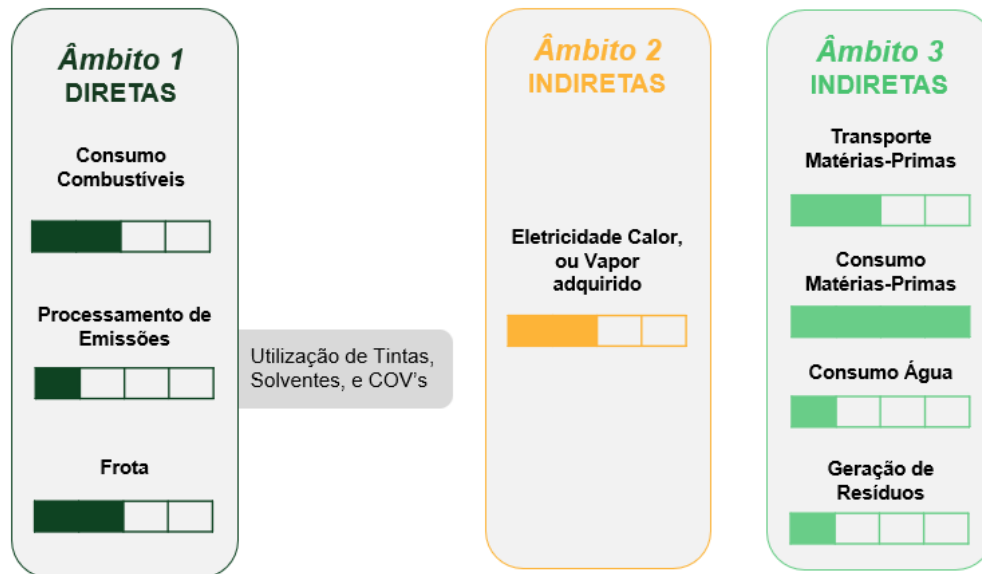 Âmbito 1
DIRETAS
Consumo
Combustíveis
Processamento de
Emissões
Utilização de Tintas,
Solventes, e COV's
Frota
Âmbito 2
INDIRETAS
Eletricidade Calor,
ou Vapor
adquirido
Âmbito 3
INDIRETAS
Transporte
Matérias-Primas
Consumo
Matérias-Primas
Consumo Água
Geração de
Resíduos